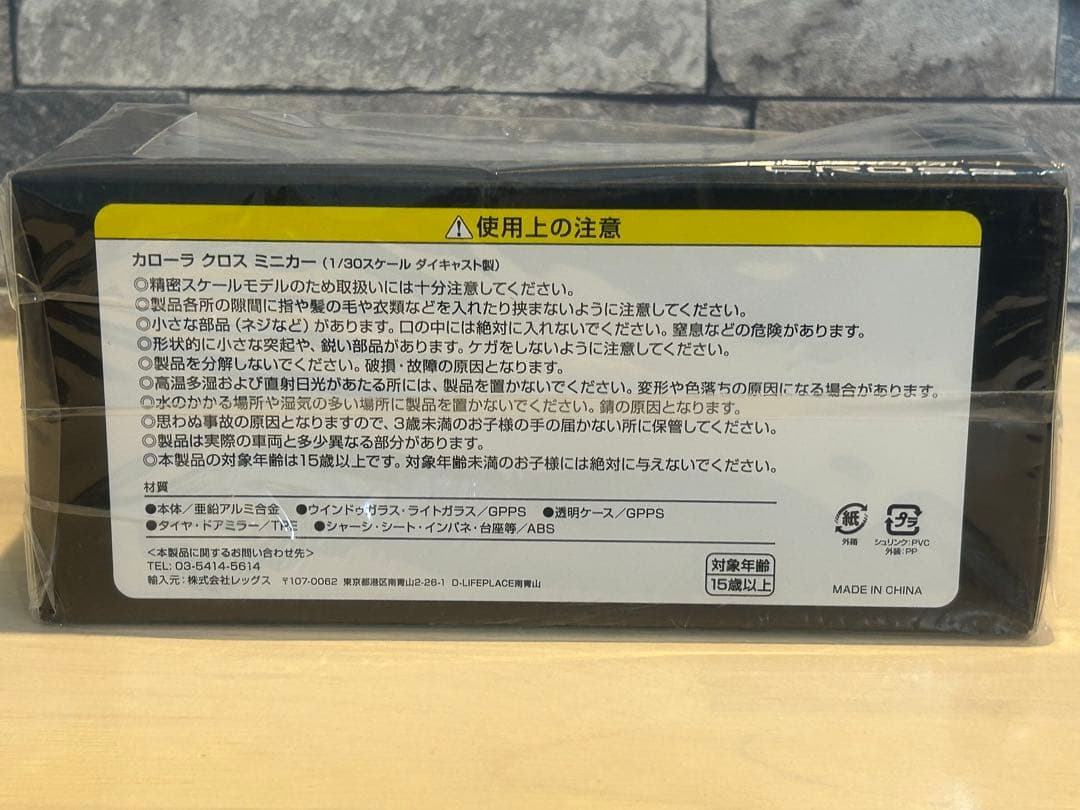 CROSS
⚠使用上の注意
カローラ クロス ミニカー (1/30スケール ダイキャスト製)
◎精密スケールモデルのため取扱いには十分注意してください。
◎製品各所の隙間に指や髪の毛や衣類などを入れたり挟まないように注意してください。
◎小さな部品(ネジなど)があります。口の中には絶対に入れないでください。窒息などの危険があります。
◎形状的に小さな突起や、鋭い部品があります。ケガをしないように注意してください。
◎製品を分解しないでください。破損・故障の原因となります。
◎高温多湿および直射日光があたる所には、製品を置かないでください。変形や色落ちの原因になる場合があります。
◎水のかかる場所や湿気の多い場所に製品を置かないでください。錆の原因となります。
◎思わぬ事故の原因となりますので、3歳未満のお子様の手の届かない所に保管してください。
◎製品は実際の車両と多少異なる部分があります。
◎本製品の対象年齢は15歳以上です。対象年齢未満のお子様には絶対に与えないでください。
材質
●本体/亜鉛アルミ合金 ●ウインドゥガラス・ライトガラス/GPPS ●透明ケース/GPPS
●タイヤ・ドアミラー/TPE ●シャーシ・シート・インパネ・台座等/ABS
<本製品に関するお問い合わせ先>
TEL: 03-5414-5614
輸入元:株式会社レッグス 〒107-0062 東京都港区南青山2-26-1 D-LIFEPLACE南青山
対象年齢
15歳以上
紙
外箱
プラ
シュリンク:PVC
外装:PP
MADE IN CHINA